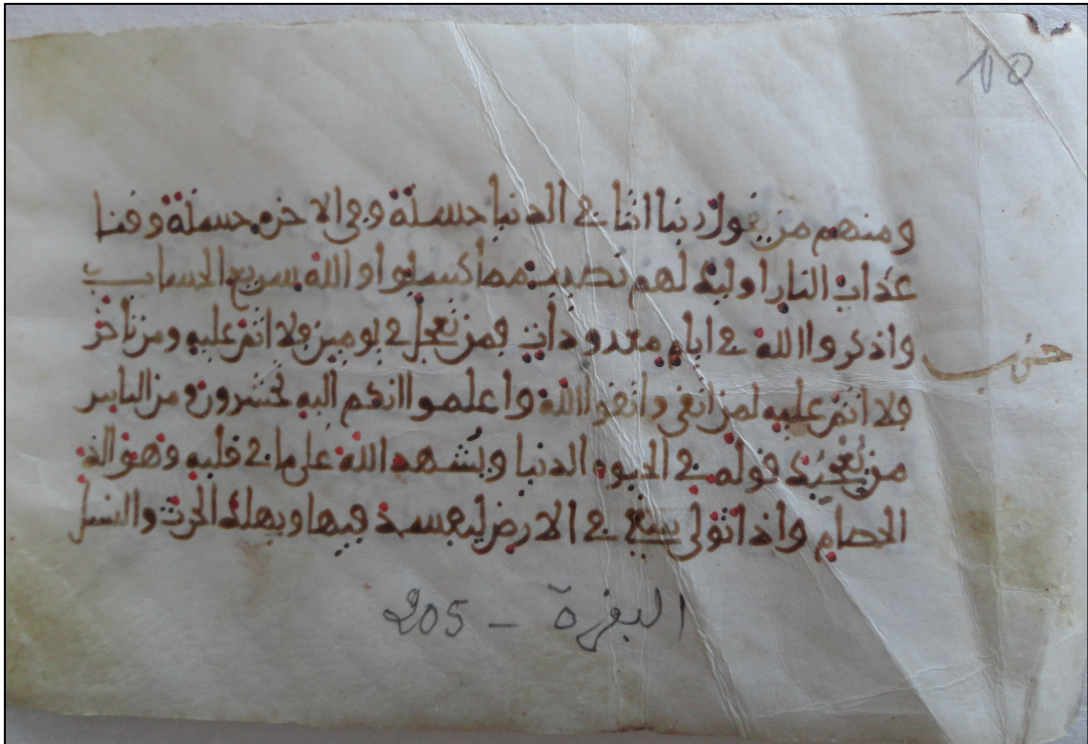 10
ومنهم من يقول ربنا اتنا في الدنيا حسنة وفي الاخرة حسنة وقنا
عذاب النار اوليك لهم نصيب مما كسبوا والله سريع الحساب
واذكروا الله في ايام معدودات فمن تعجل في يومين فلا اثم عليه ومن تاخر
حزب
فلا اثم عليه لمن اتقى واتقوا الله واعلموا انكم اليه تحشرون ومن الناس
من يعجبك قوله في الحيوة الدنيا ويشهد الله على ما في قلبه وهو الد
الخصام واذا تولى سعى في الارض ليفسد فيها ويهلك الحرث والنسل
البقرة - 205